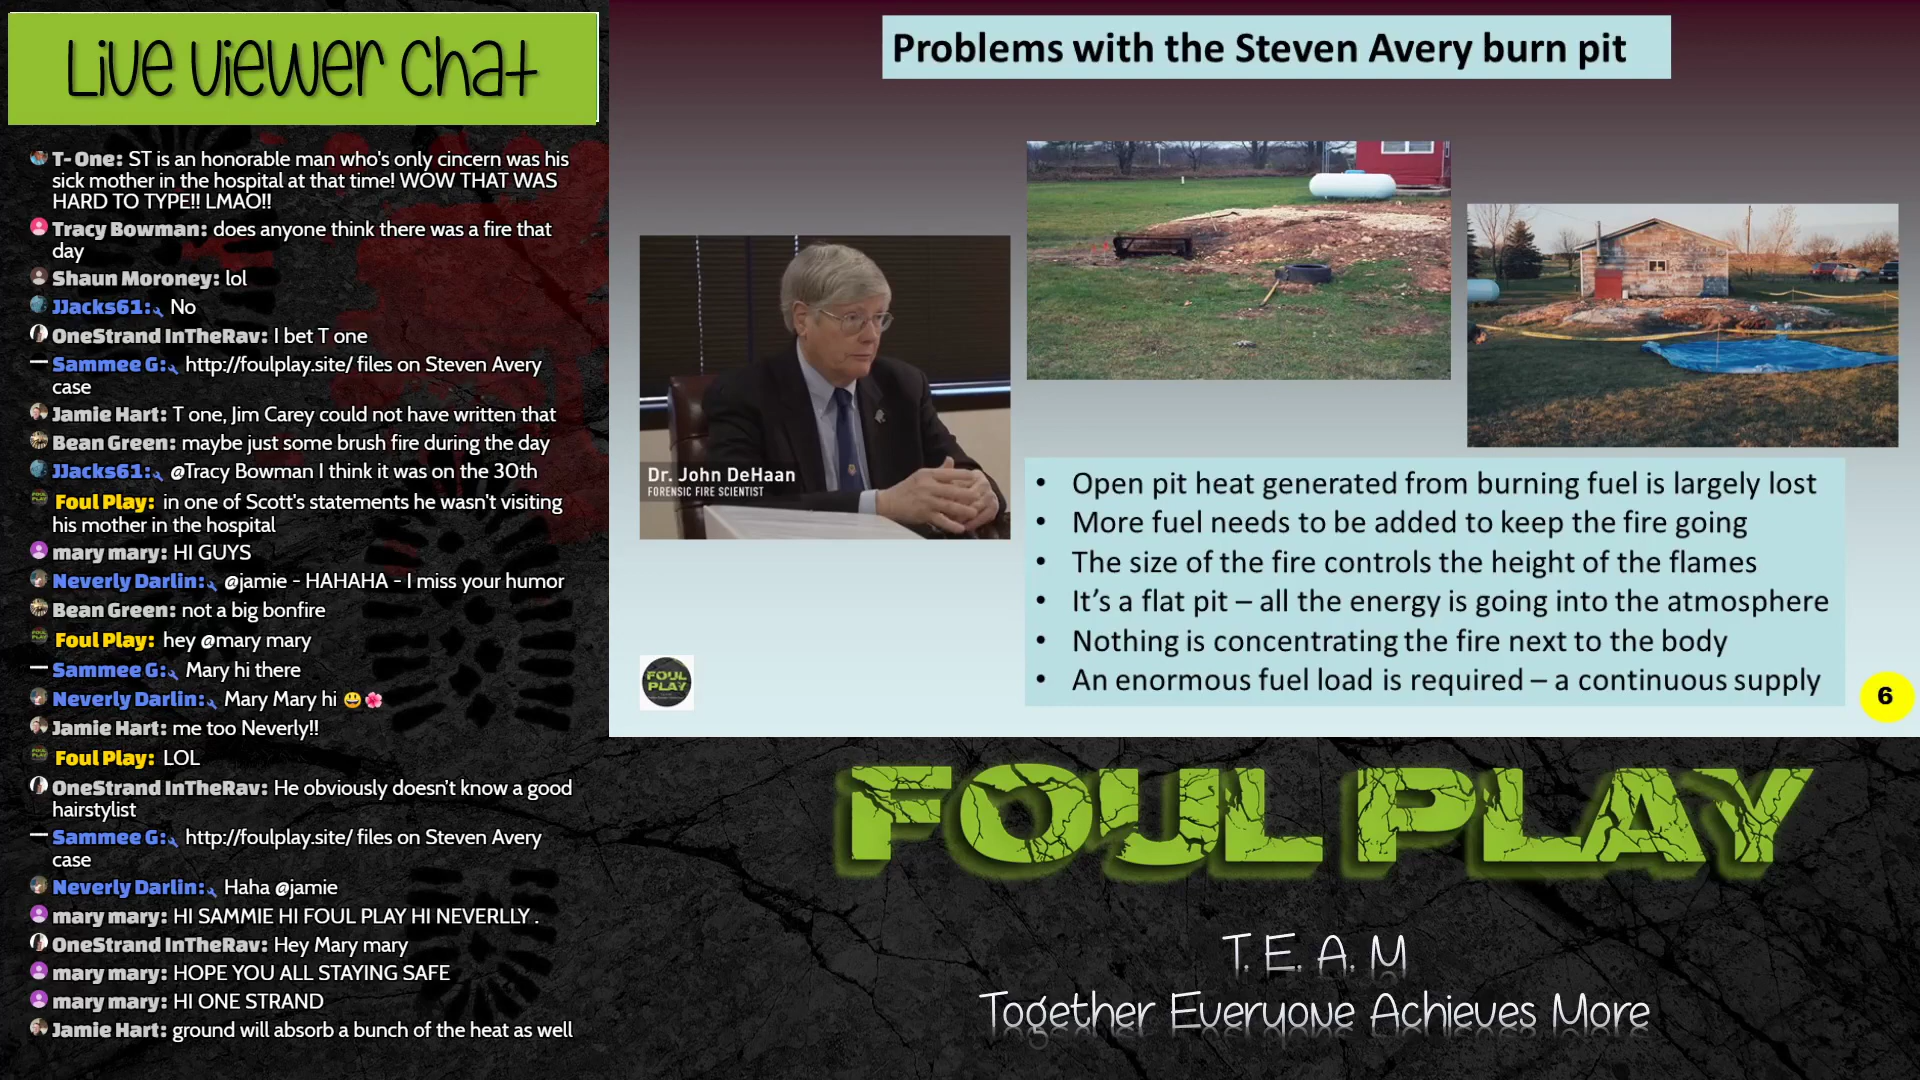 Live viewer chat
T-One: ST is an honorable man who's only cincern was his
sick mother in the hospital at that time! WOW THAT WAS
HARD TO TYPE!! LMAO!!
Tracy Bowman: does anyone think there was a fire that
day
Shaun Moroney: lol
JJacks61: No
OneStrand InTheRav: I bet T one
Sammee G: http://foulplay.site/ files on Steven Avery
case
Jamie Hart: T one, Jim Carey could not have written that
Bean Green: maybe just some brush fire during the day
JJacks61: @Tracy Bowman I think it was on the 30th
Foul Play: in one of Scott's statements he wasn't visiting
his mother in the hospital
mary mary: HI GUYS
Neverly Darlin: @jamie - HAHAHA - I miss your humor
Bean Green: not a big bonfire
Foul Play: hey @mary mary
Sammee G: Mary hi there
Neverly Darlin: Mary Mary hi 😃🌺
Jamie Hart: me too Neverly!!
Foul Play: LOL
OneStrand InTheRav: He obviously doesn't know a good
hairstylist
Sammee G: http://foulplay.site/ files on Steven Avery
case
Neverly Darlin: Haha @jamie
mary mary: HI SAMMIE HI FOUL PLAY HI NEVERLLY .
OneStrand InTheRav: Hey Mary mary
mary mary: HOPE YOU ALL STAYING SAFE
mary mary: HI ONE STRAND
Jamie Hart: ground will absorb a bunch of the heat as well
Problems with the Steven Avery burn pit
Dr. John DeHaan
FORENSIC FIRE SCIENTIST
• Open pit heat generated from burning fuel is largely lost
• More fuel needs to be added to keep the fire going
• The size of the fire controls the height of the flames
• It's a flat pit – all the energy is going into the atmosphere
• Nothing is concentrating the fire next to the body
• An enormous fuel load is required – a continuous supply
FOUL
PLAY
6
FOUL PLAY
T. E. A. M
Together Everyone Achieves More